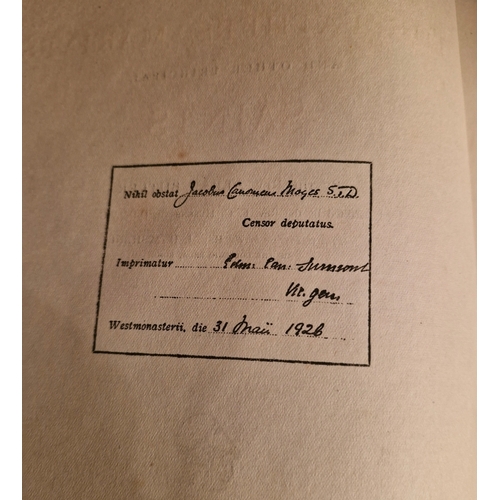 Nihil obstat Jacobus Canonicus Moyes S.T.D.
Censor deputatus.
Imprimatur Edm: Can: Surmont
Vic. gen
Westmonasterii, die 31 Maii 1926